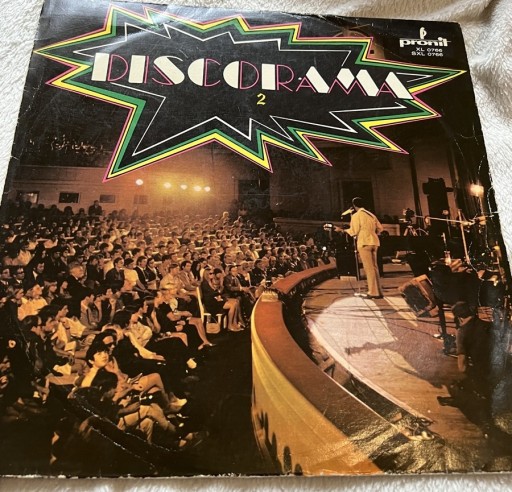 pronit
XL 0766
SXL 0766
DISCORAMA
2